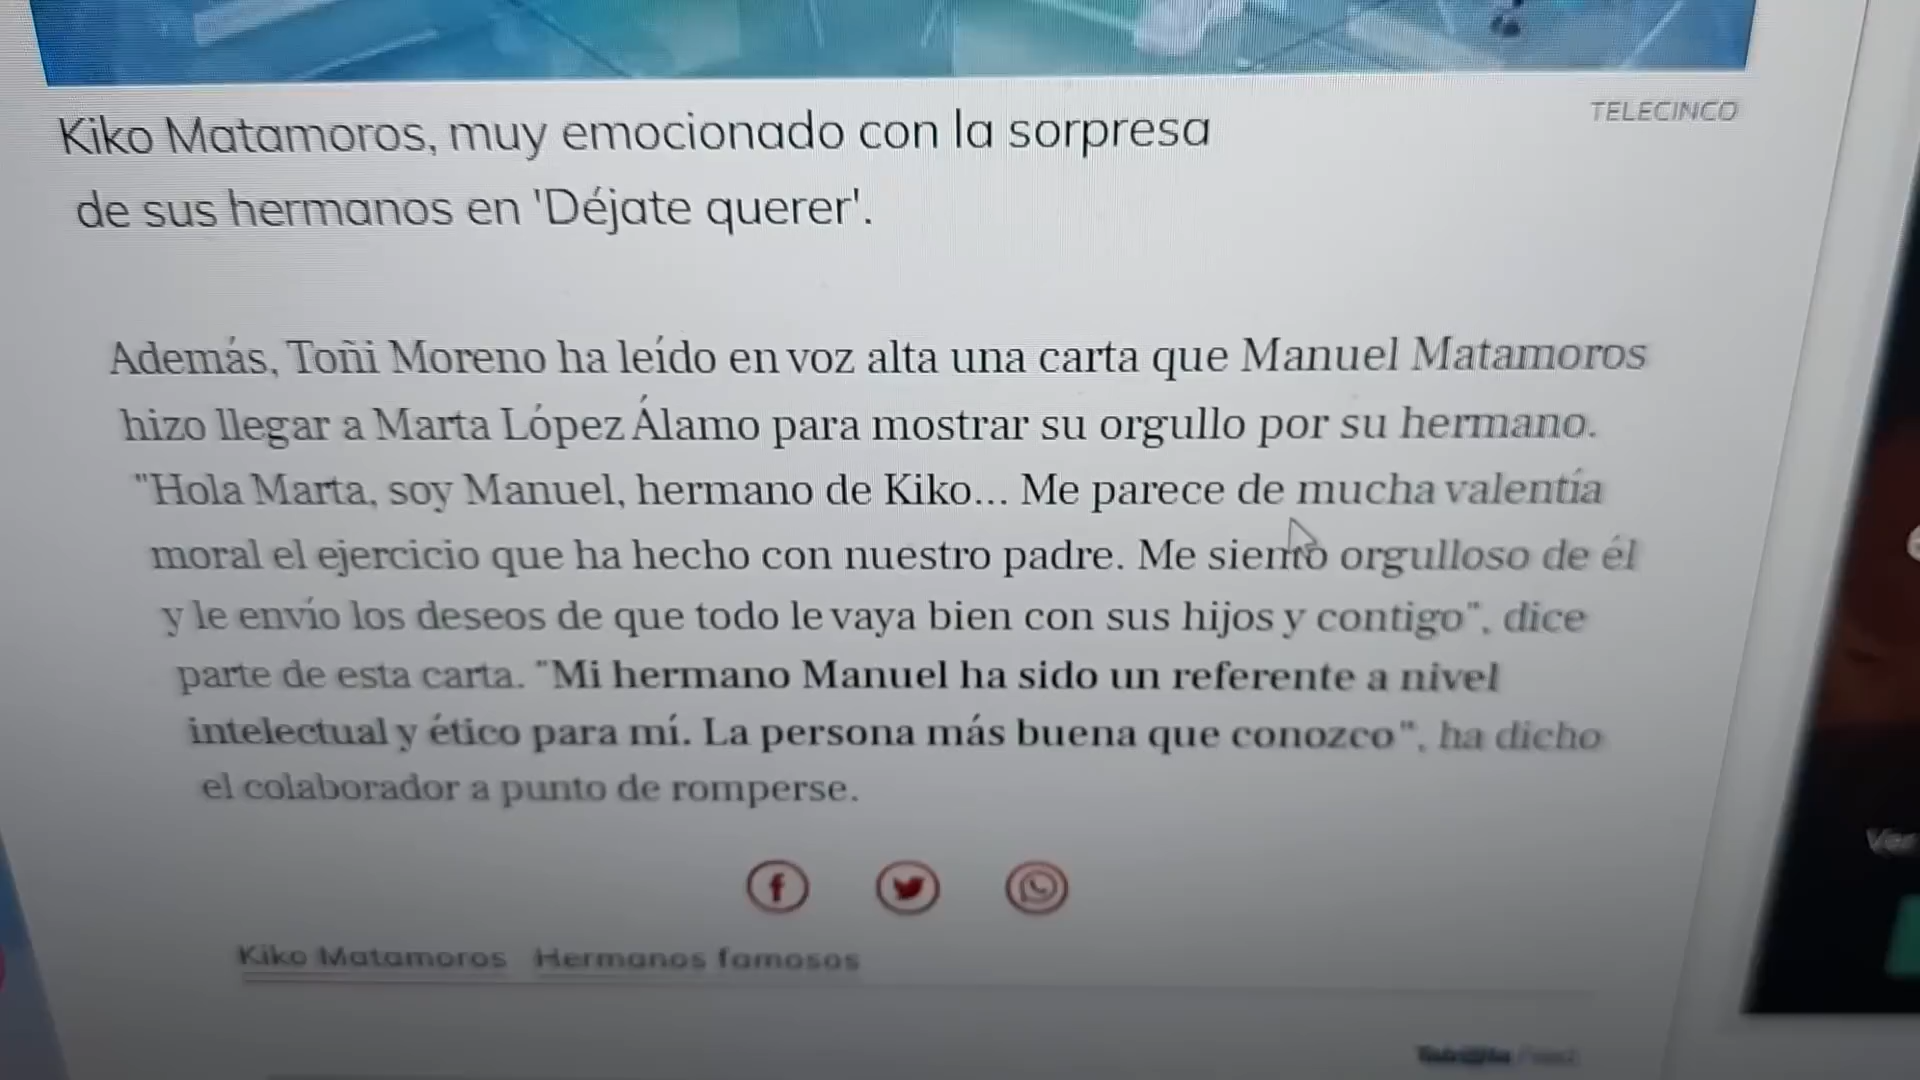 TELECINCO
Kiko Matamoros, muy emocionado con la sorpresa
de sus hermanos en 'Déjate querer'.
Además, Toñi Moreno ha leído en voz alta una carta que Manuel Matamoros
hizo llegar a Marta López Álamo para mostrar su orgullo por su hermano.
"Hola Marta, soy Manuel, hermano de Kiko... Me parece de mucha valentía
moral el ejercicio que ha hecho con nuestro padre. Me siento orgulloso de él
y le envío los deseos de que todo le vaya bien con sus hijos y contigo", dice
parte de esta carta. "Mi hermano Manuel ha sido un referente a nivel
intelectual y ético para mí. La persona más buena que conozco", ha dicho
el colaborador a punto de romperse.
Kiko Matamoros Hermanos famosos
Ver